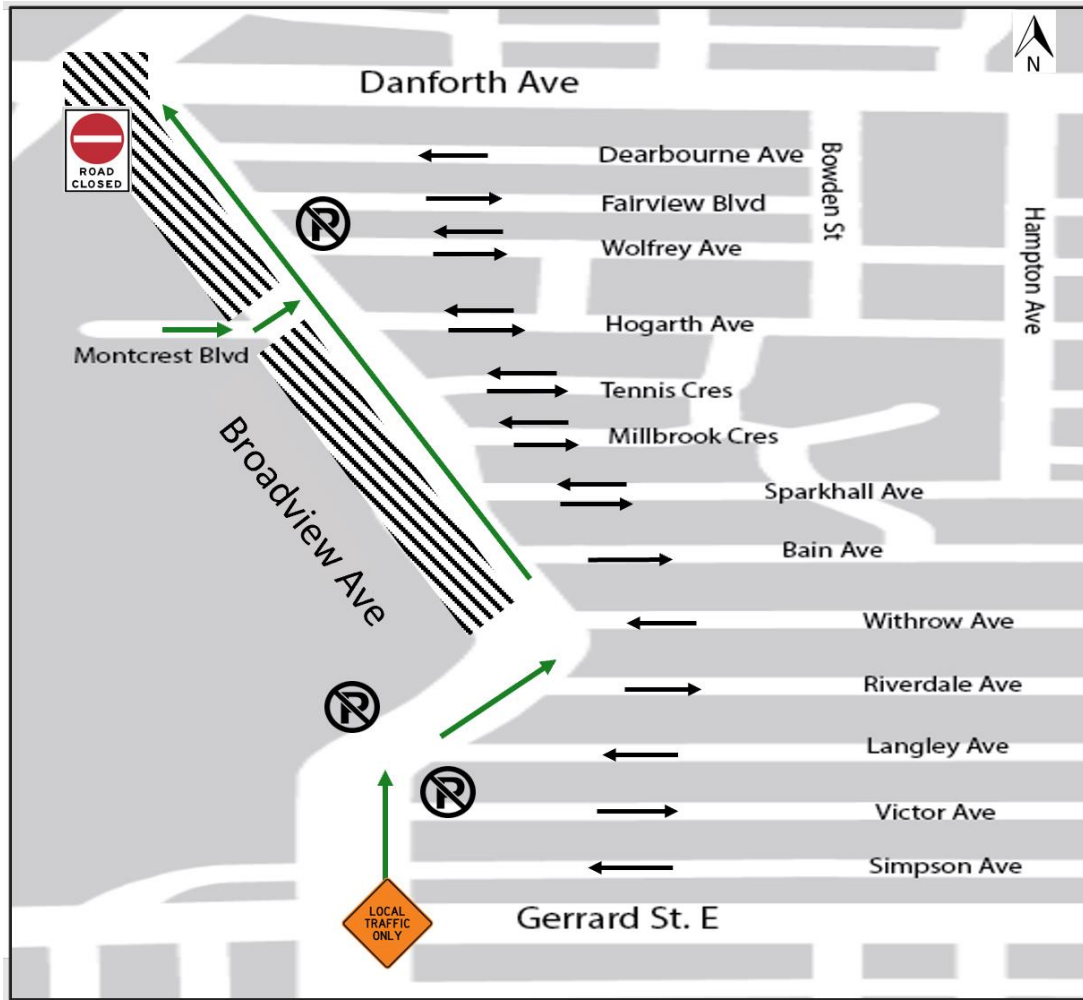 N
Danforth Ave
ROAD
CLOSED
Dearbourne Ave
Bowden St
Fairview Blvd
Hampton Ave
P
Wolfrey Ave
Hogarth Ave
Montcrest Blvd
Tennis Cres
Millbrook Cres
Broadview Ave
Sparkhall Ave
Bain Ave
Withrow Ave
Riverdale Ave
P
Langley Ave
P
Victor Ave
Simpson Ave
LOCAL
TRAFFIC
ONLY
Gerrard St. E